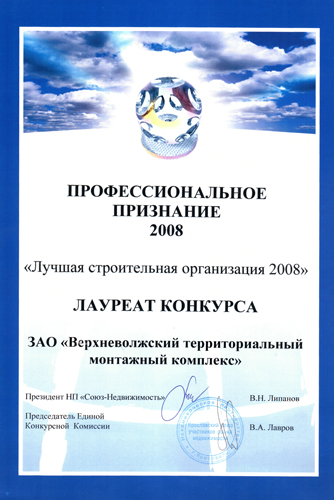 ПРОФЕССИОНАЛЬНОЕ
ПРИЗНАНИЕ
2008
«Лучшая строительная организация 2008»
ЛАУРЕАТ КОНКУРСА
ЗАО «Верхневолжский территориальный
монтажный комплекс»
Президент НП «Союз-Недвижимость» В.Н. Липанов
Председатель Единой
Конкурсной Комиссии В.А. Лавров